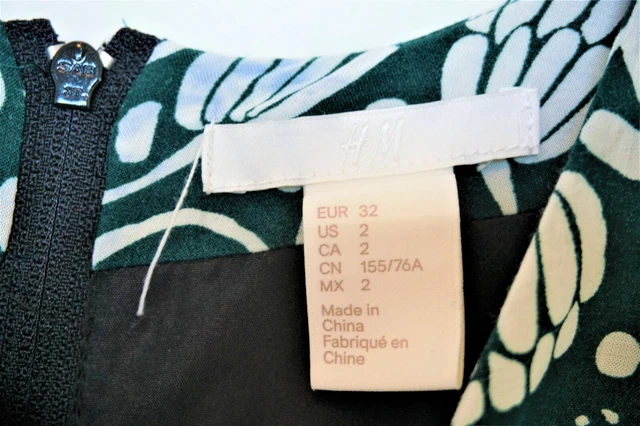 H&M
EUR 32
US 2
CA 2
CN 155/76A
MX 2
Made in
China
Fabriqué en
Chine